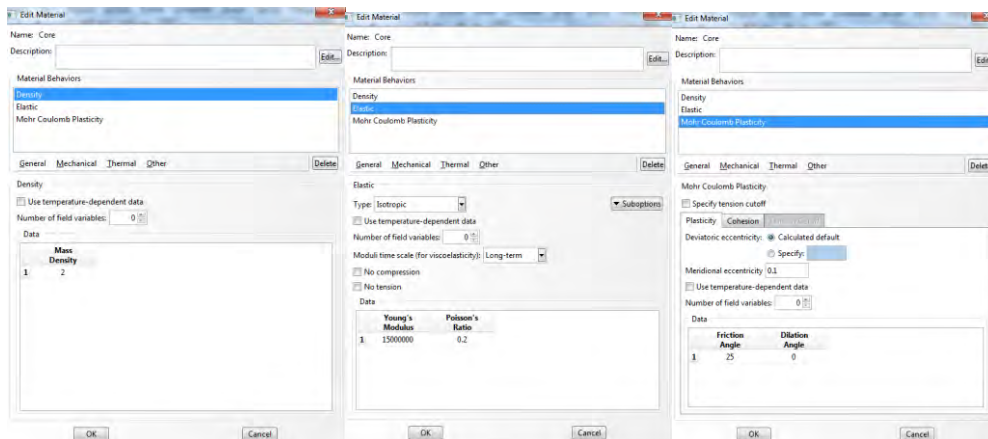 Edit Material
Name: Core
Description:
Edit...
Material Behaviors
Density
Elastic
Mohr Coulomb Plasticity
General Mechanical Thermal Other
Delete
Density
Use temperature-dependent data
Number of field variables: 0
Data
Mass
Density
1 2
OK Cancel
Edit Material
Name: Core
Description:
Edit...
Material Behaviors
Density
Elastic
Mohr Coulomb Plasticity
General Mechanical Thermal Other
Delete
Elastic
Type: Isotropic
Suboptions
Use temperature-dependent data
Number of field variables: 0
Moduli time scale (for viscoelasticity): Long-term
No compression
No tension
Data
Young's Poisson's
Modulus Ratio
1 15000000 0.2
OK Cancel
Edit Material
Name: Core
Description:
Edit
Material Behaviors
Density
Elastic
Mohr Coulomb Plasticity
General Mechanical Thermal Other
Delet
Mohr Coulomb Plasticity
Specify tension cutoff
Plasticity Cohesion
Deviatoric eccentricity: Calculated default
Specify:
Meridional eccentricity 0.1
Use temperature-dependent data
Number of field variables: 0
Data
Friction Dilation
Angle Angle
1 25 0
OK Cancel